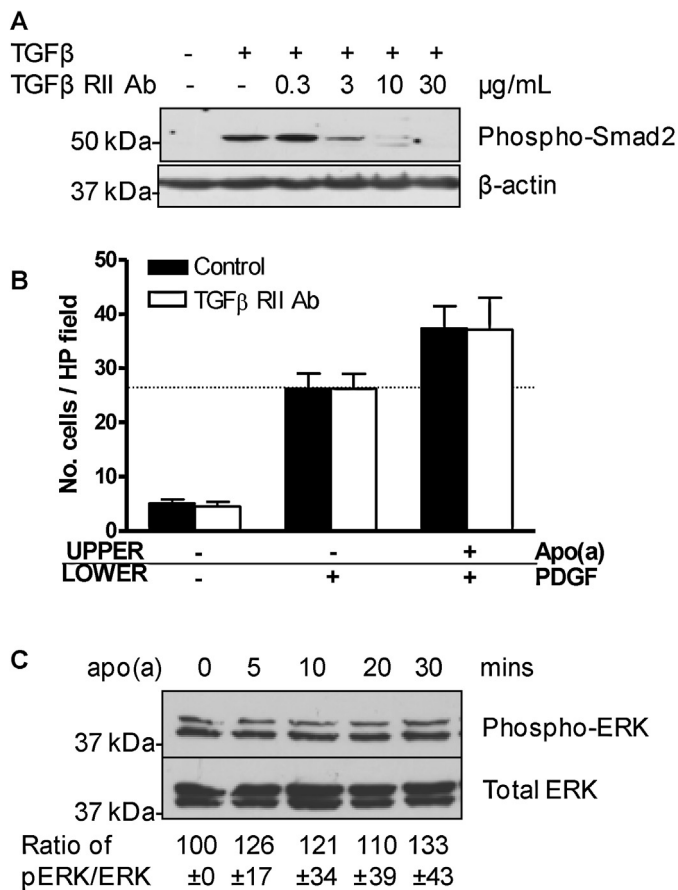 A
TGFβ - + + + + +
TGFβ RII Ab - - 0.3 3 10 30 μg/mL
50 kDa Phospho-Smad2
37 kDa β-actin
B
No. cells / HP field
50
40
30
20
10
0
Control
TGFβ RII Ab
UPPER - - + Apo(a)
LOWER - + + PDGF
C
apo(a) 0 5 10 20 30 mins
37 kDa Phospho-ERK
37 kDa Total ERK
Ratio of 100 126 121 110 133
pERK/ERK ±0 ±17 ±34 ±39 ±43